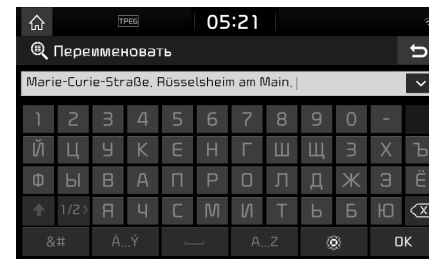 TPEG 05:21
Переименовать
Marie-Curie-Straße, Rüsselsheim am Main,
1 2 3 4 5 6 7 8 9 0 -
Й Ц У К Е Н Г Ш Щ З Х Ъ
Ф Ы В А П Р О Л Д Ж Э Ё
1/2> Я Ч С М И Т Ь Б Ю
&# Á...Ý A...Z OK